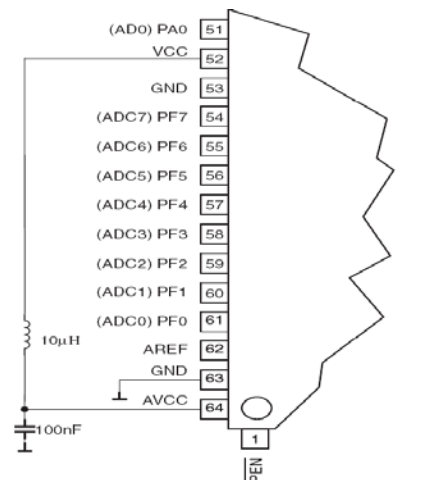 (AD0) PA0 51
VCC 52
GND 53
(ADC7) PF7 54
(ADC6) PF6 55
(ADC5) PF5 56
(ADC4) PF4 57
(ADC3) PF3 58
(ADC2) PF2 59
(ADC1) PF1 60
(ADC0) PF0 61
10μH
AREF 62
GND 63
AVCC 64
100nF
1
PEN